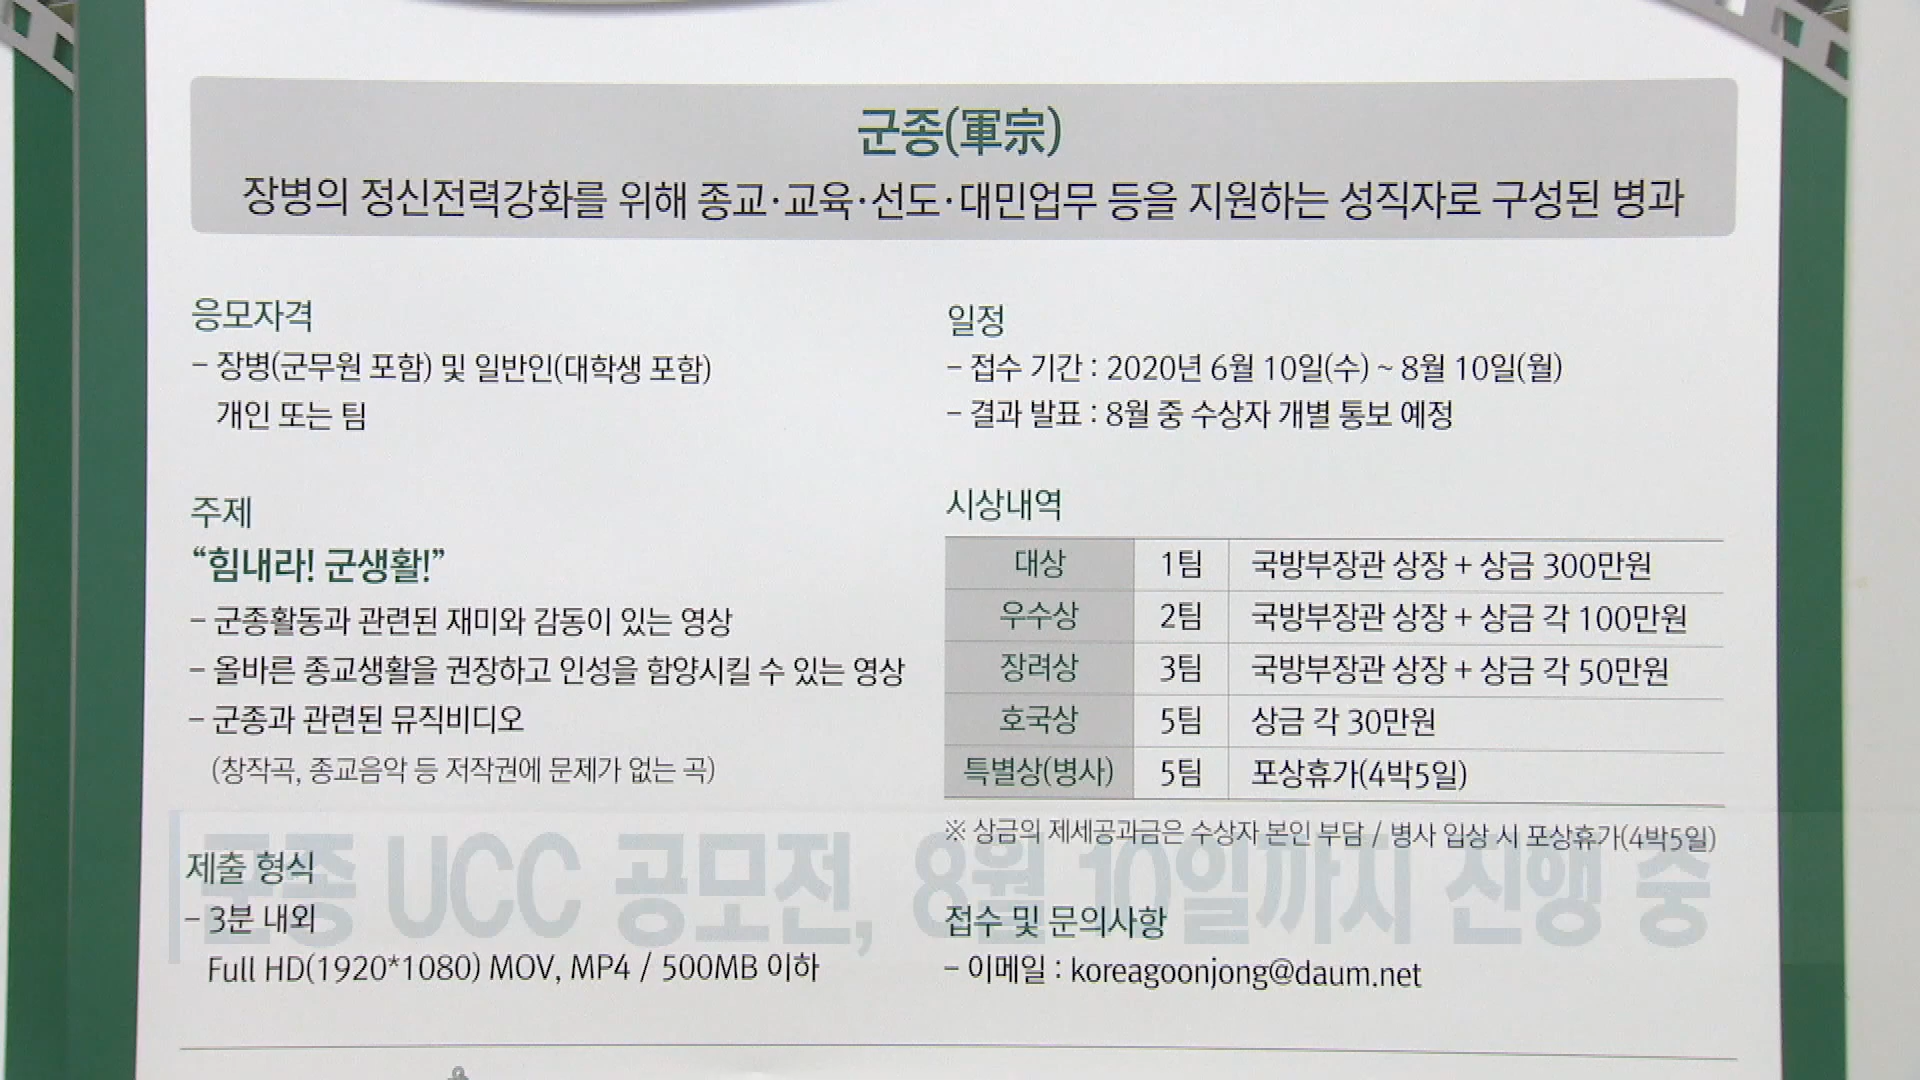 군종(軍宗)
장병의 정신전력강화를 위해 종교·교육·선도·대민업무 등을 지원하는 성직자로 구성된 병과
응모자격
- 장병(군무원 포함) 및 일반인(대학생 포함)
개인 또는 팀
주제
"힘내라! 군생활!"
- 군종활동과 관련된 재미와 감동이 있는 영상
- 올바른 종교생활을 권장하고 인성을 함양시킬 수 있는 영상
- 군종과 관련된 뮤직비디오
(창작곡, 종교음악 등 저작권에 문제가 없는 곡)
제출 형식
- 3분 내외
Full HD(1920*1080) MOV, MP4 / 500MB 이하
일정
- 접수 기간 : 2020년 6월 10일(수) ~ 8월 10일(월)
- 결과 발표 : 8월 중 수상자 개별 통보 예정
시상내역
대상 1팀 국방부장관 상장 + 상금 300만원
우수상 2팀 국방부장관 상장 + 상금 각 100만원
장려상 3팀 국방부장관 상장 + 상금 각 50만원
호국상 5팀 상금 각 30만원
특별상(병사) 5팀 포상휴가(4박5일)
※ 상금의 제세공과금은 수상자 본인 부담 / 병사 입상 시 포상휴가(4박5일)
접수 및 문의사항
- 이메일 : koreagoonjong@daum.net
군종 UCC 공모전, 8월 10일까지 진행 중